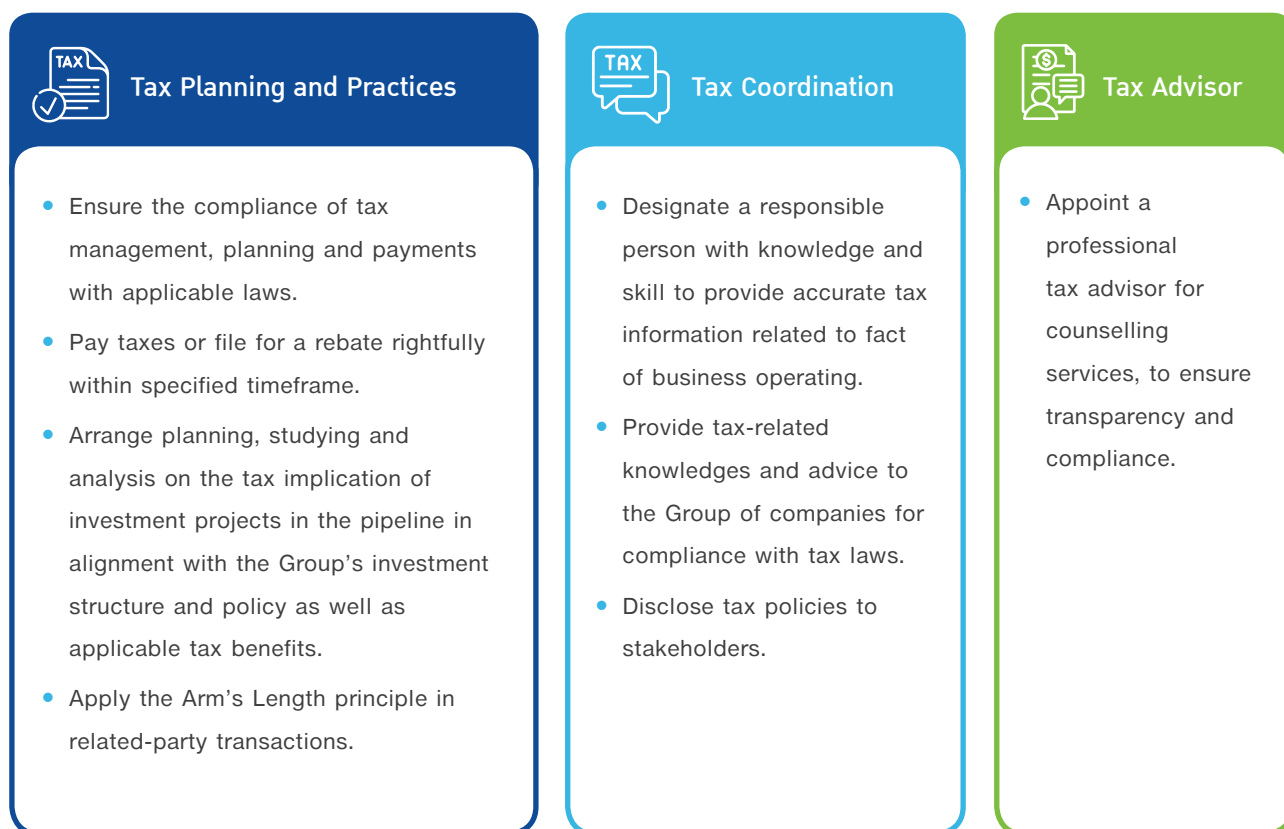 TAX
Tax Planning and Practices
Ensure the compliance of tax
management, planning and payments
with applicable laws.
Pay taxes or file for a rebate rightfully
within specified timeframe.
Arrange planning, studying and
analysis on the tax implication of
investment projects in the pipeline in
alignment with the Group's investment
structure and policy as well as
applicable tax benefits.
Apply the Arm's Length principle in
related-party transactions.
TAX
Tax Coordination
Designate a responsible
person with knowledge and
skill to provide accurate tax
information related to fact
of business operating.
Provide tax-related
knowledges and advice to
the Group of companies for
compliance with tax laws.
Disclose tax policies to
stakeholders.
$
Tax Advisor
Appoint a
professional
tax advisor for
counselling
services, to ensure
transparency and
compliance.